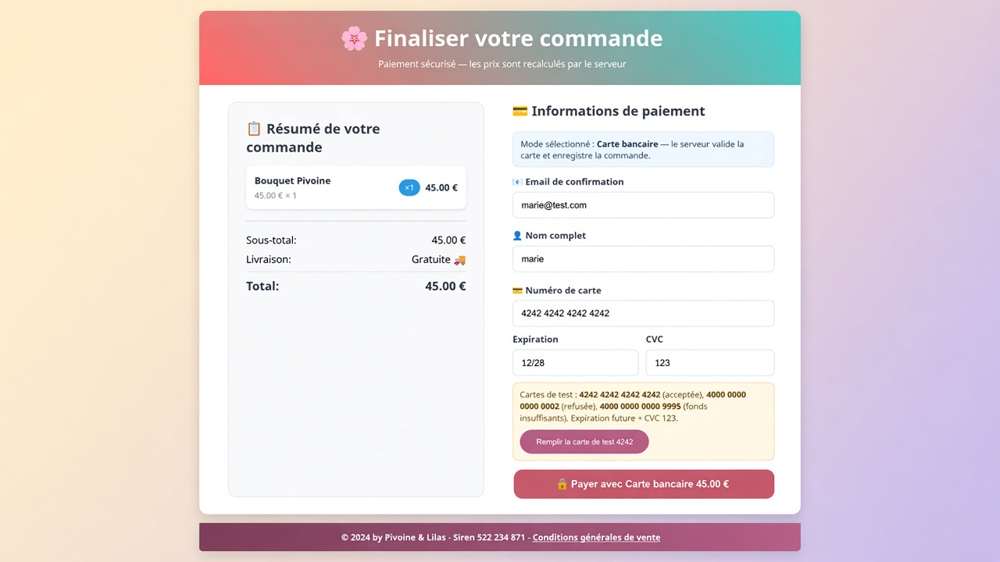 🌸 Finaliser votre commande
Paiement sécurisé — les prix sont recalculés par le serveur
📋 Résumé de votre
commande
Bouquet Pivoine
45.00 € × 1
×1
45.00 €
Sous-total:
45.00 €
Livraison:
Gratuite 🚚
Total:
45.00 €
💳 Informations de paiement
Mode sélectionné : Carte bancaire — le serveur valide la
carte et enregistre la commande.
📧 Email de confirmation
marie@test.com
👤 Nom complet
marie
💳 Numéro de carte
4242 4242 4242 4242
Expiration
CVC
12/28
123
Cartes de test : 4242 4242 4242 4242 (acceptée), 4000 0000
0000 0002 (refusée), 4000 0000 0000 9995 (fonds
insuffisants). Expiration future + CVC 123.
Remplir la carte de test 4242
🔒 Payer avec Carte bancaire 45.00 €
© 2024 by Pivoine & Lilas - Siren 522 234 871 - Conditions générales de vente